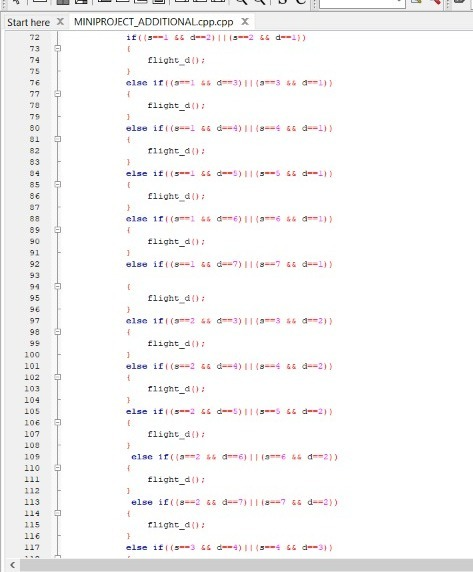 Start here X MINIPROJECT_ADDITIONAL.cpp.cpp X
72 if((s==1 && d==2)||(s==2 && d==1))
73 {
74 flight_d();
75 }
76 else if((s==1 && d==3)||(s==3 && d==1))
77 {
78 flight_d();
79 }
80 else if((s==1 && d==4)||(s==4 && d==1))
81 {
82 flight_d();
83 }
84 else if((s==1 && d==5)||(s==5 && d==1))
85 {
86 flight_d();
87 }
88 else if((s==1 && d==6)||(s==6 && d==1))
89 {
90 flight_d();
91 }
92 else if((s==1 && d==7)||(s==7 && d==1))
93
94 {
95 flight_d();
96 }
97 else if((s==2 && d==3)||(s==3 && d==2))
98 {
99 flight_d();
100 }
101 else if((s==2 && d==4)||(s==4 && d==2))
102 {
103 flight_d();
104 }
105 else if((s==2 && d==5)||(s==5 && d==2))
106 {
107 flight_d();
108 }
109 else if((s==2 && d==6)||(s==6 && d==2))
110 {
111 flight_d();
112 }
113 else if((s==2 && d==7)||(s==7 && d==2))
114 {
115 flight_d();
116 }
117 else if((s==3 && d==4)||(s==4 && d==3))